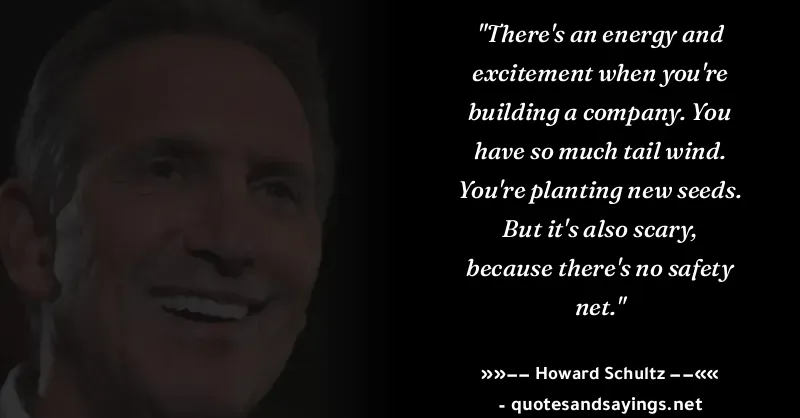 "There's an energy and
excitement when you're
building a company. You
have so much tail wind.
You're planting new seeds.
But it's also scary,
because there's no safety
net."
»»–– Howard Schultz ––««
- quotesandsayings.net